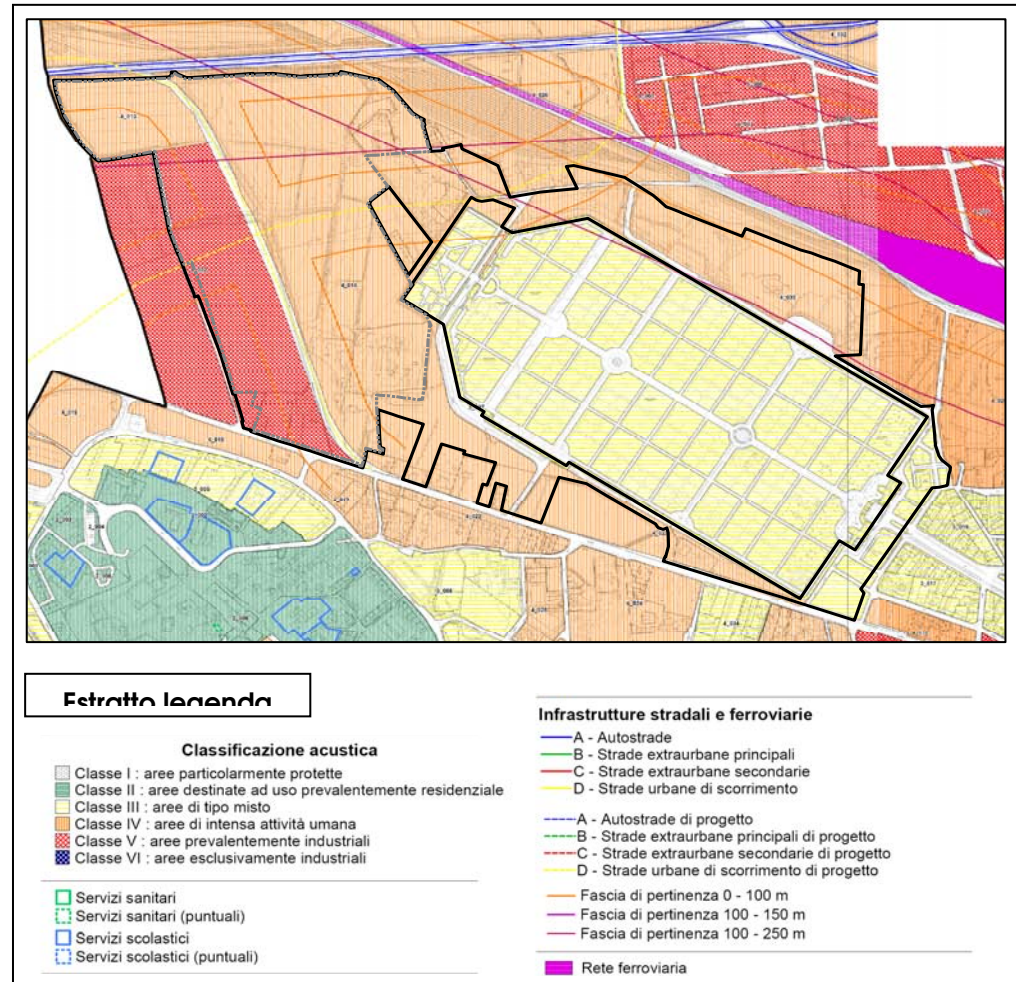 Estratto legenda
Classificazione acustica
Classe I : aree particolarmente protette
Classe II : aree destinate ad uso prevalentemente residenziale
Classe III : aree di tipo misto
Classe IV : aree di intensa attività umana
Classe V : aree prevalentemente industriali
Classe VI : aree esclusivamente industriali
Servizi sanitari
Servizi sanitari (puntuali)
Servizi scolastici
Servizi scolastici (puntuali)
Infrastrutture stradali e ferroviarie
A - Autostrade
B - Strade extraurbane principali
C - Strade extraurbane secondarie
D - Strade urbane di scorrimento
A - Autostrade di progetto
B - Strade extraurbane principali di progetto
C - Strade extraurbane secondarie di progetto
D - Strade urbane di scorrimento di progetto
Fascia di pertinenza 0 - 100 m
Fascia di pertinenza 100 - 150 m
Fascia di pertinenza 100 - 250 m
Rete ferroviaria